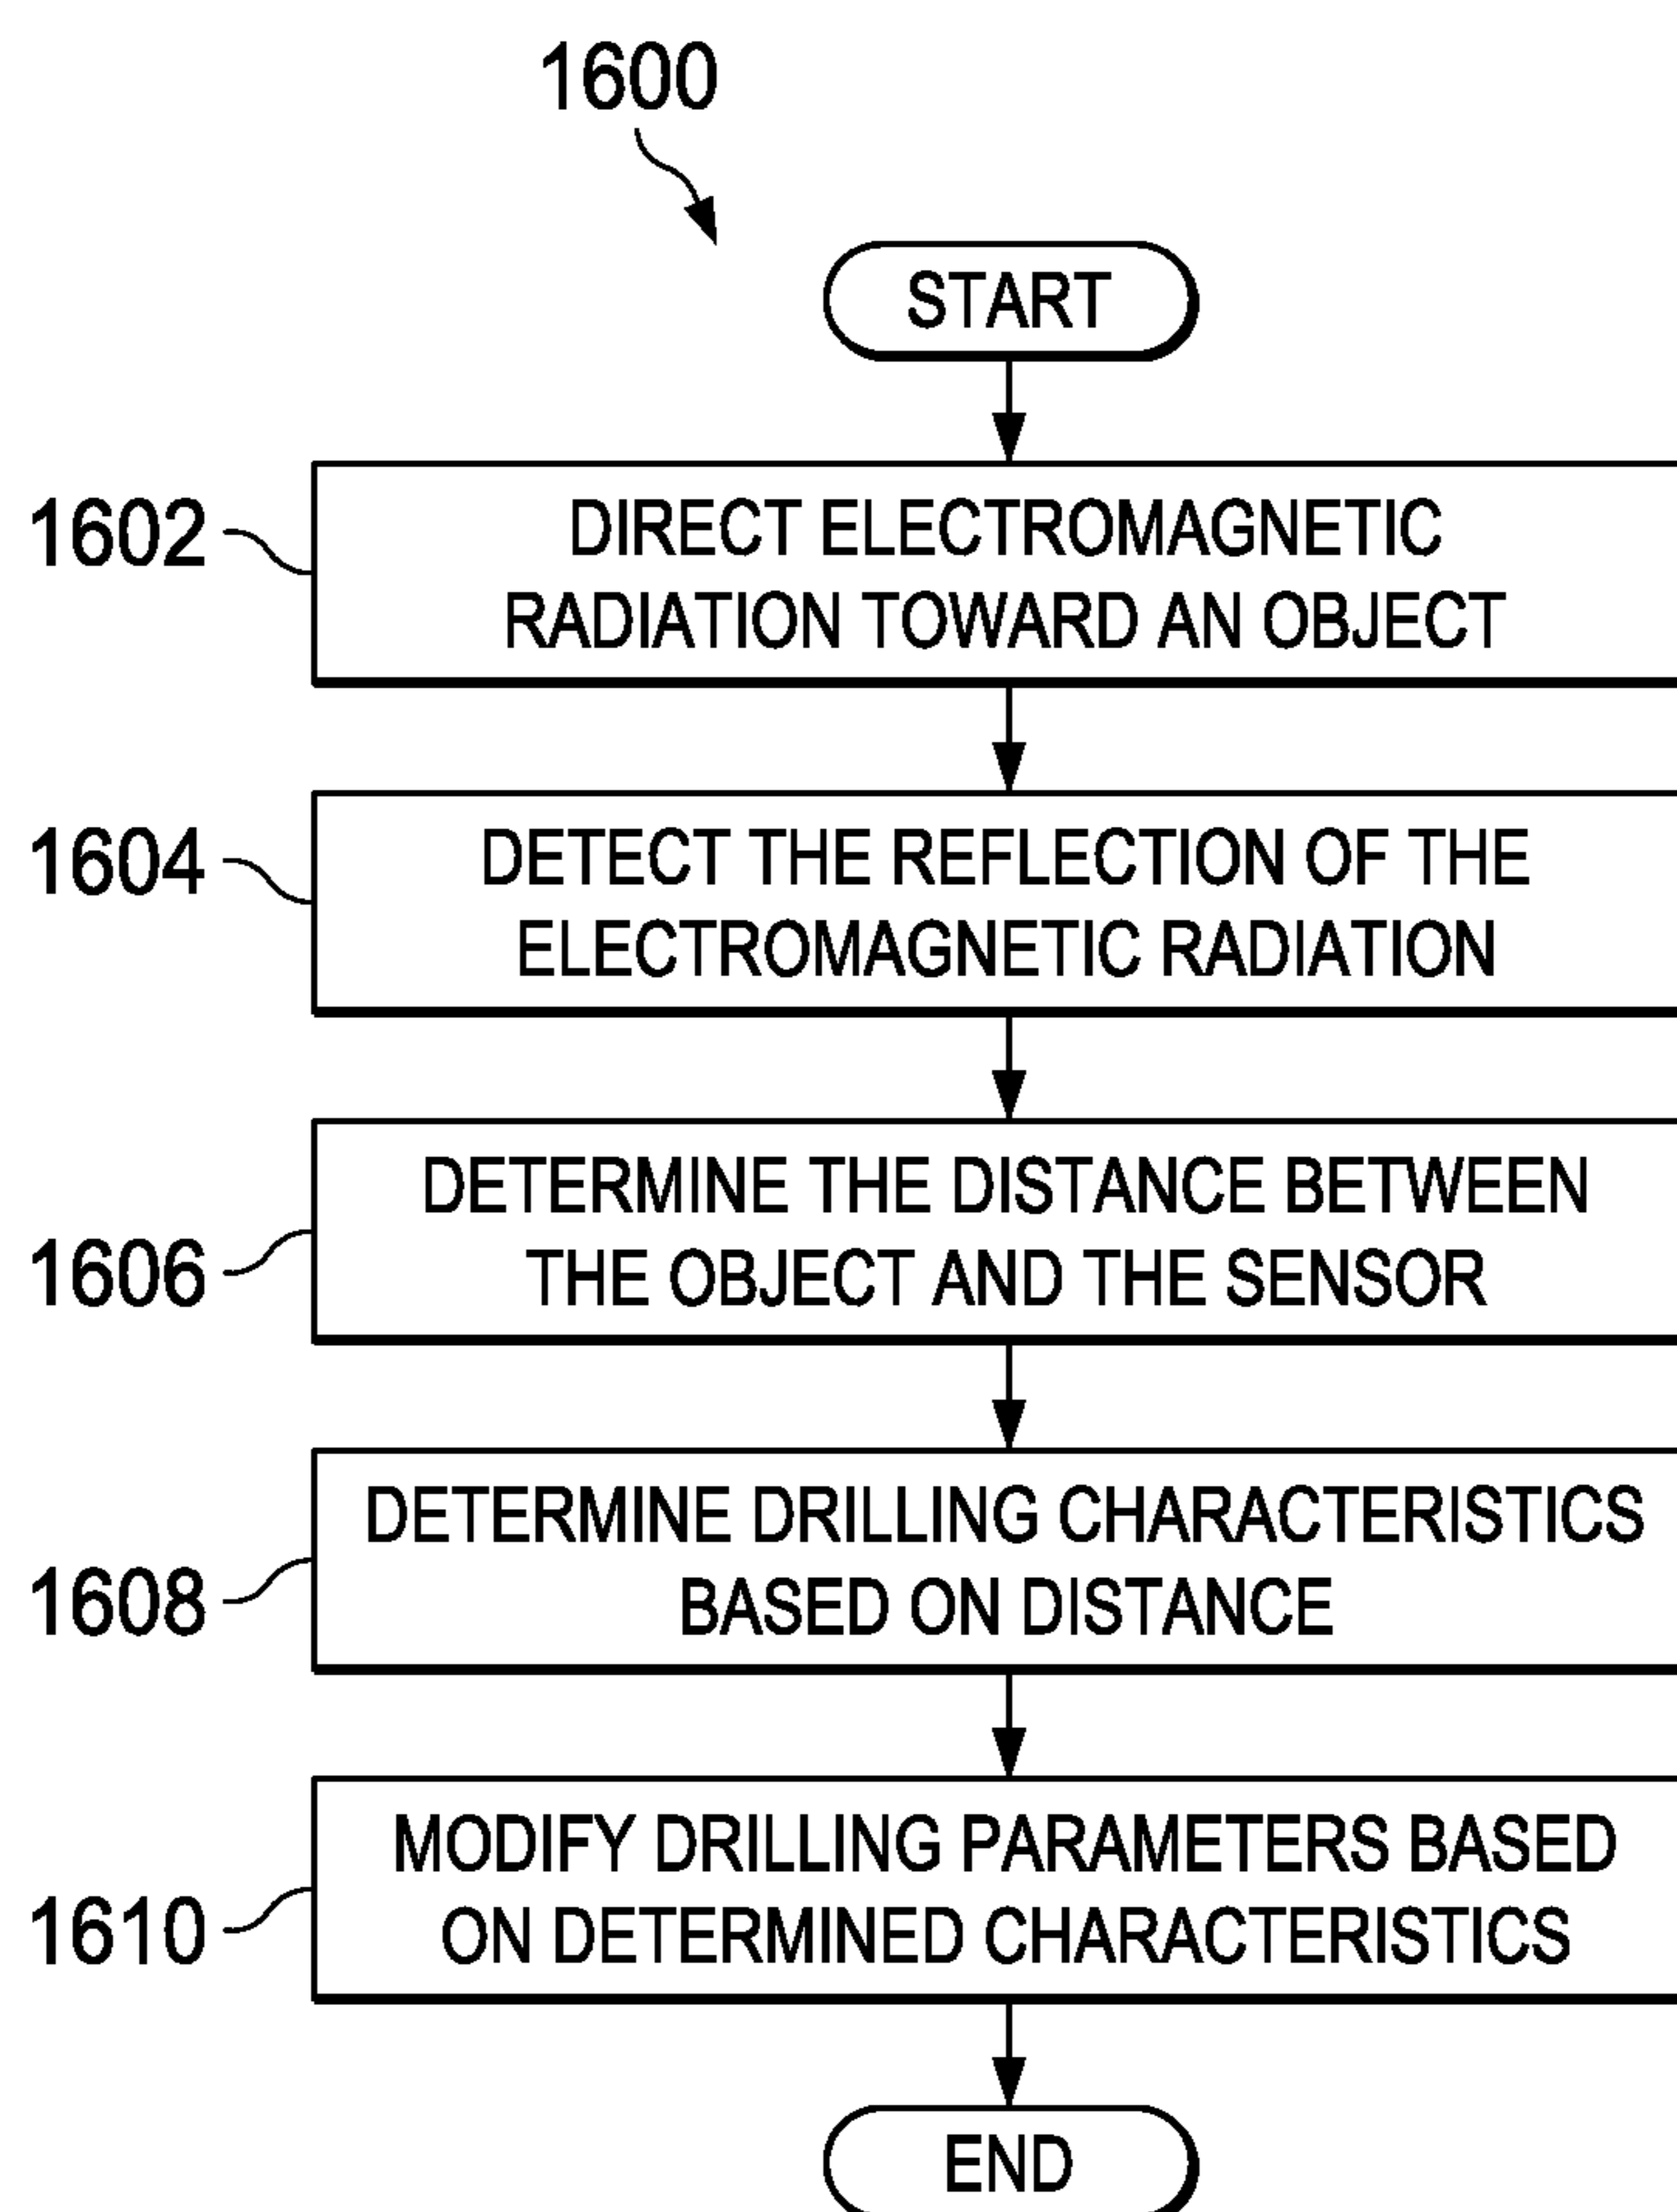 1600
START
1602
DIRECT ELECTROMAGNETIC
RADIATION TOWARD AN OBJECT
1604
DETECT THE REFLECTION OF THE
ELECTROMAGNETIC RADIATION
1606
DETERMINE THE DISTANCE BETWEEN
THE OBJECT AND THE SENSOR
1608
DETERMINE DRILLING CHARACTERISTICS
BASED ON DISTANCE
1610
MODIFY DRILLING PARAMETERS BASED
ON DETERMINED CHARACTERISTICS
END